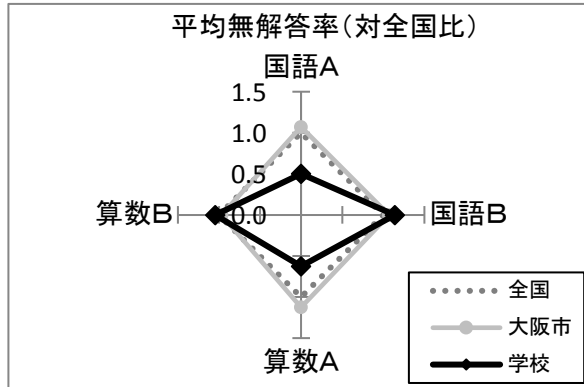 平均無解答率(対全国比)
国語A
1.5
1.0
0.5
0.0
算数B
国語B
算数A
全国
大阪市
学校